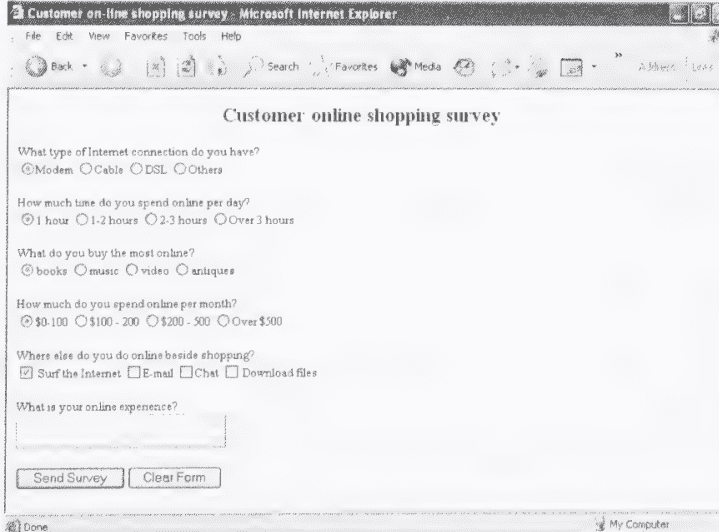 Customer on-line shopping survey - Microsoft Internet Explorer
File Edit View Favorites Tools Help
Back Search Favorites Media Address Links
Customer online shopping survey
What type of Internet connection do you have?
Modem Cable DSL Others
How much time do you spend online per day?
1 hour 1-2 hours 2-3 hours Over 3 hours
What do you buy the most online?
books music video antiques
How much do you spend online per month?
$0-100 $100 - 200 $200 - 500 Over $500
Where else do you do online beside shopping?
Surf the Internet E-mail Chat Download files
What is your online experience?
Send Survey Clear Form
Done My Computer